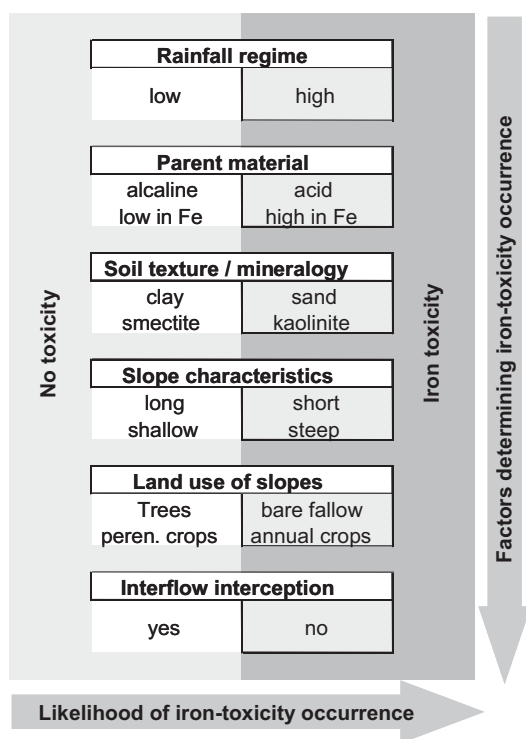 Rainfall regime
low high
Parent material
alcaline acid
low in Fe high in Fe
Soil texture / mineralogy
clay sand
smectite kaolinite
Slope characteristics
long short
shallow steep
Land use of slopes
Trees bare fallow
peren. crops annual crops
Interflow interception
yes no
No toxicity
Iron toxicity
Factors determining iron-toxicity occurrence
Likelihood of iron-toxicity occurrence